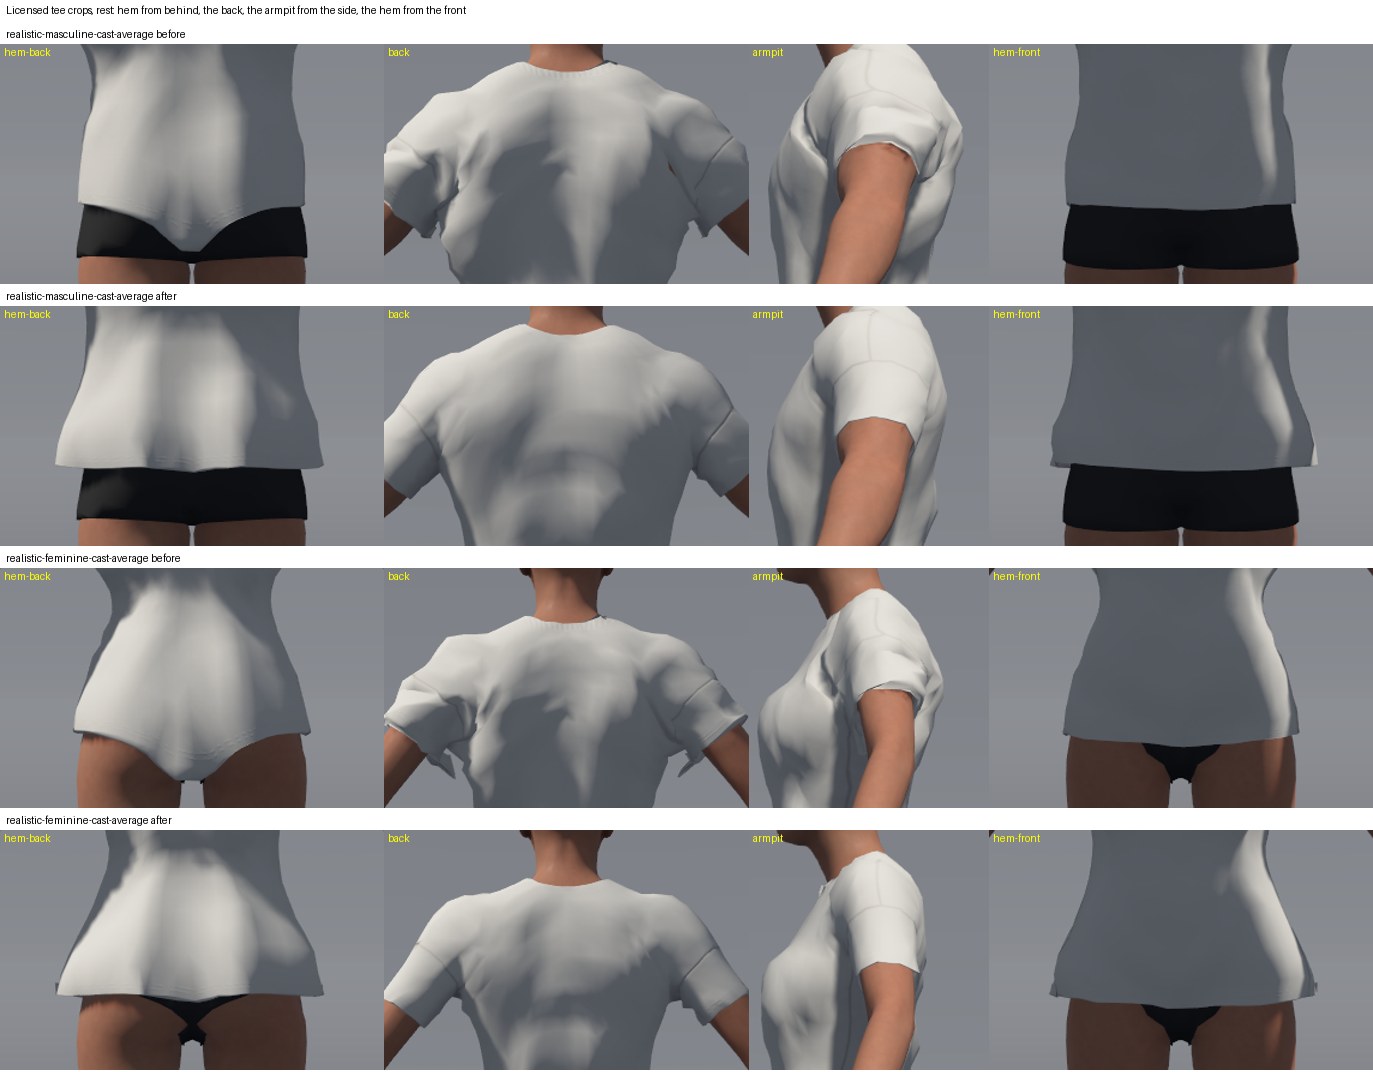 Licensed tee crops, rest: hem from behind, the back, the armpit from the side, the hem from the front
realistic-masculine-cast-average before
hem-back back armpit hem-front
realistic-masculine-cast-average after
hem-back back armpit hem-front
realistic-feminine-cast-average before
hem-back back armpit hem-front
realistic-feminine-cast-average after
hem-back back armpit hem-front